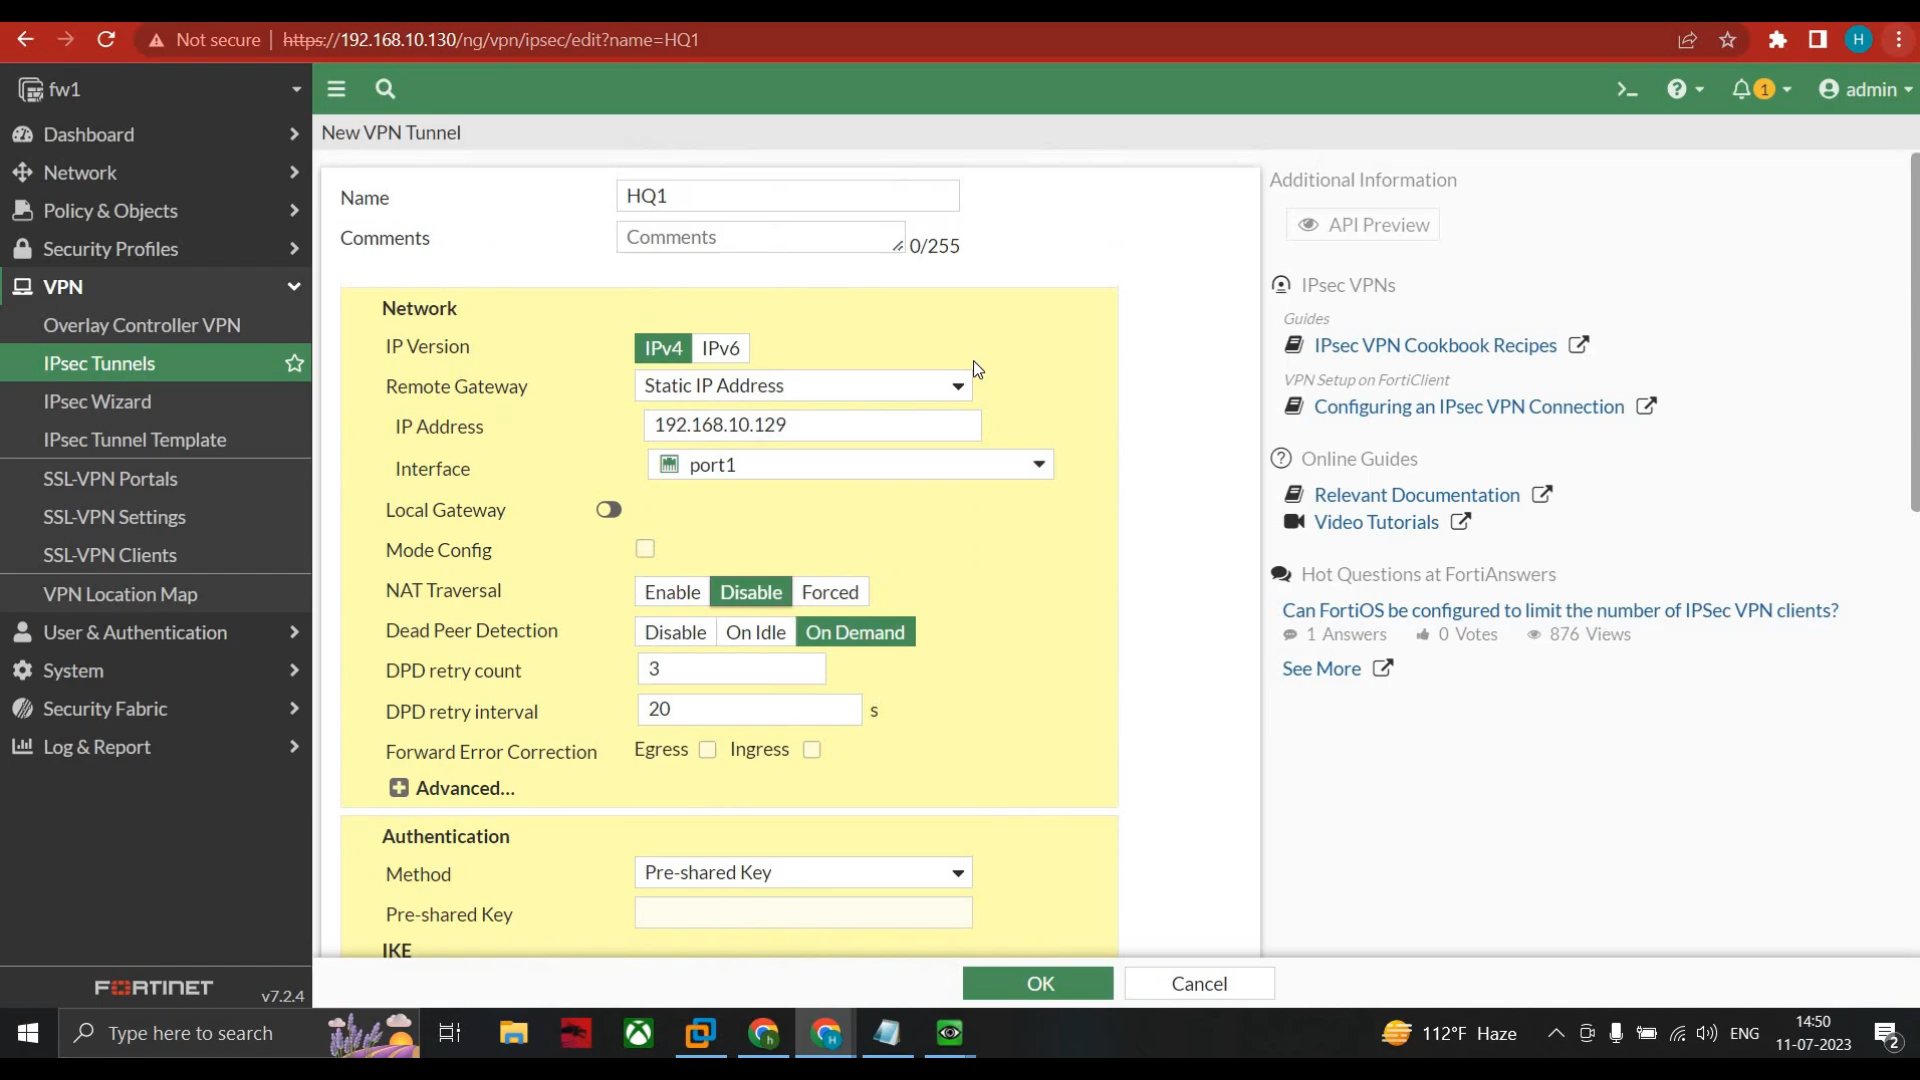 Not secure | https://192.168.10.130/ng/vpn/ipsec/edit?name=HQ1
H
fw1
1
admin
Dashboard
Network
Policy & Objects
Security Profiles
VPN
Overlay Controller VPN
IPsec Tunnels
IPsec Wizard
IPsec Tunnel Template
SSL-VPN Portals
SSL-VPN Settings
SSL-VPN Clients
VPN Location Map
User & Authentication
System
Security Fabric
Log & Report
FORTINET
v7.2.4
New VPN Tunnel
Name HQ1
Comments Comments 0/255
Network
IP Version IPv4 IPv6
Remote Gateway Static IP Address
IP Address 192.168.10.129
Interface port1
Local Gateway
Mode Config
NAT Traversal Enable Disable Forced
Dead Peer Detection Disable On Idle On Demand
DPD retry count 3
DPD retry interval 20 s
Forward Error Correction Egress Ingress
Advanced...
Authentication
Method Pre-shared Key
Pre-shared Key
IKE
OK Cancel
Additional Information
API Preview
IPsec VPNs
Guides
IPsec VPN Cookbook Recipes
VPN Setup on FortiClient
Configuring an IPsec VPN Connection
Online Guides
Relevant Documentation
Video Tutorials
Hot Questions at FortiAnswers
Can FortiOS be configured to limit the number of IPSec VPN clients?
1 Answers 0 Votes 876 Views
See More
Type here to search
112°F Haze
ENG
14:50
11-07-2023
2